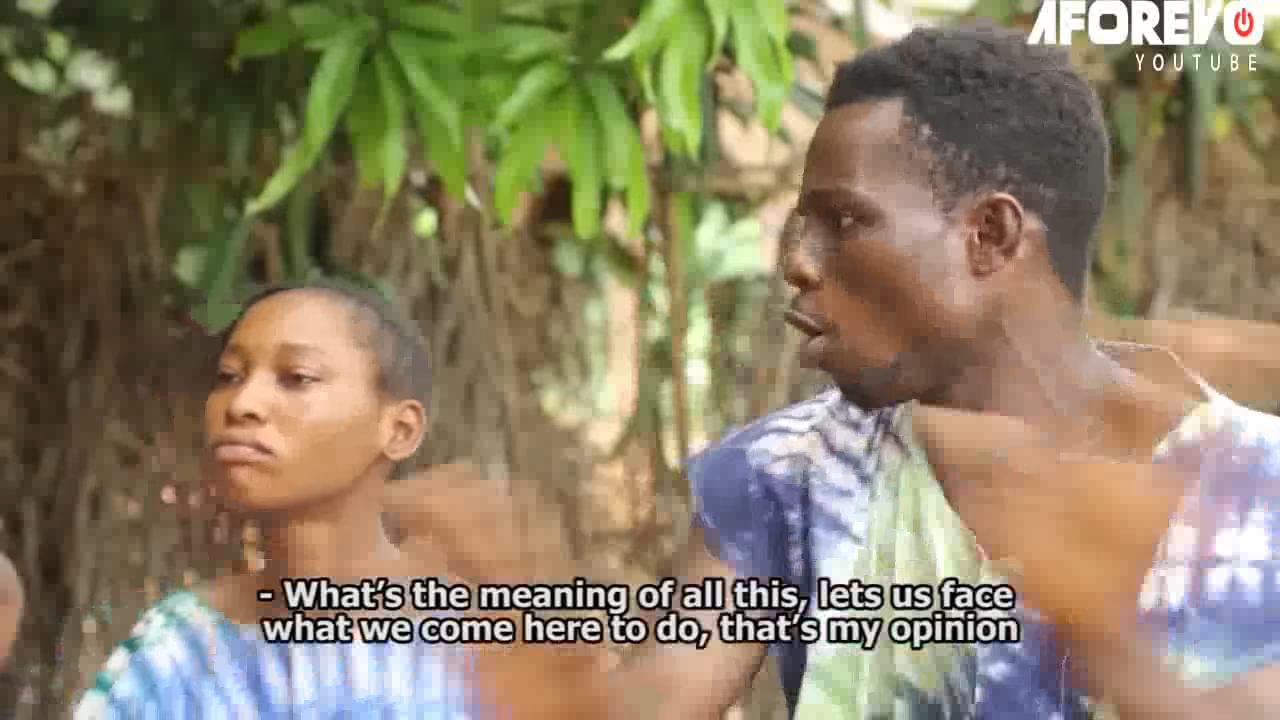 AFOREVO
YOUTUBE
- What's the meaning of all this, lets us face
what we come here to do, that's my opinion